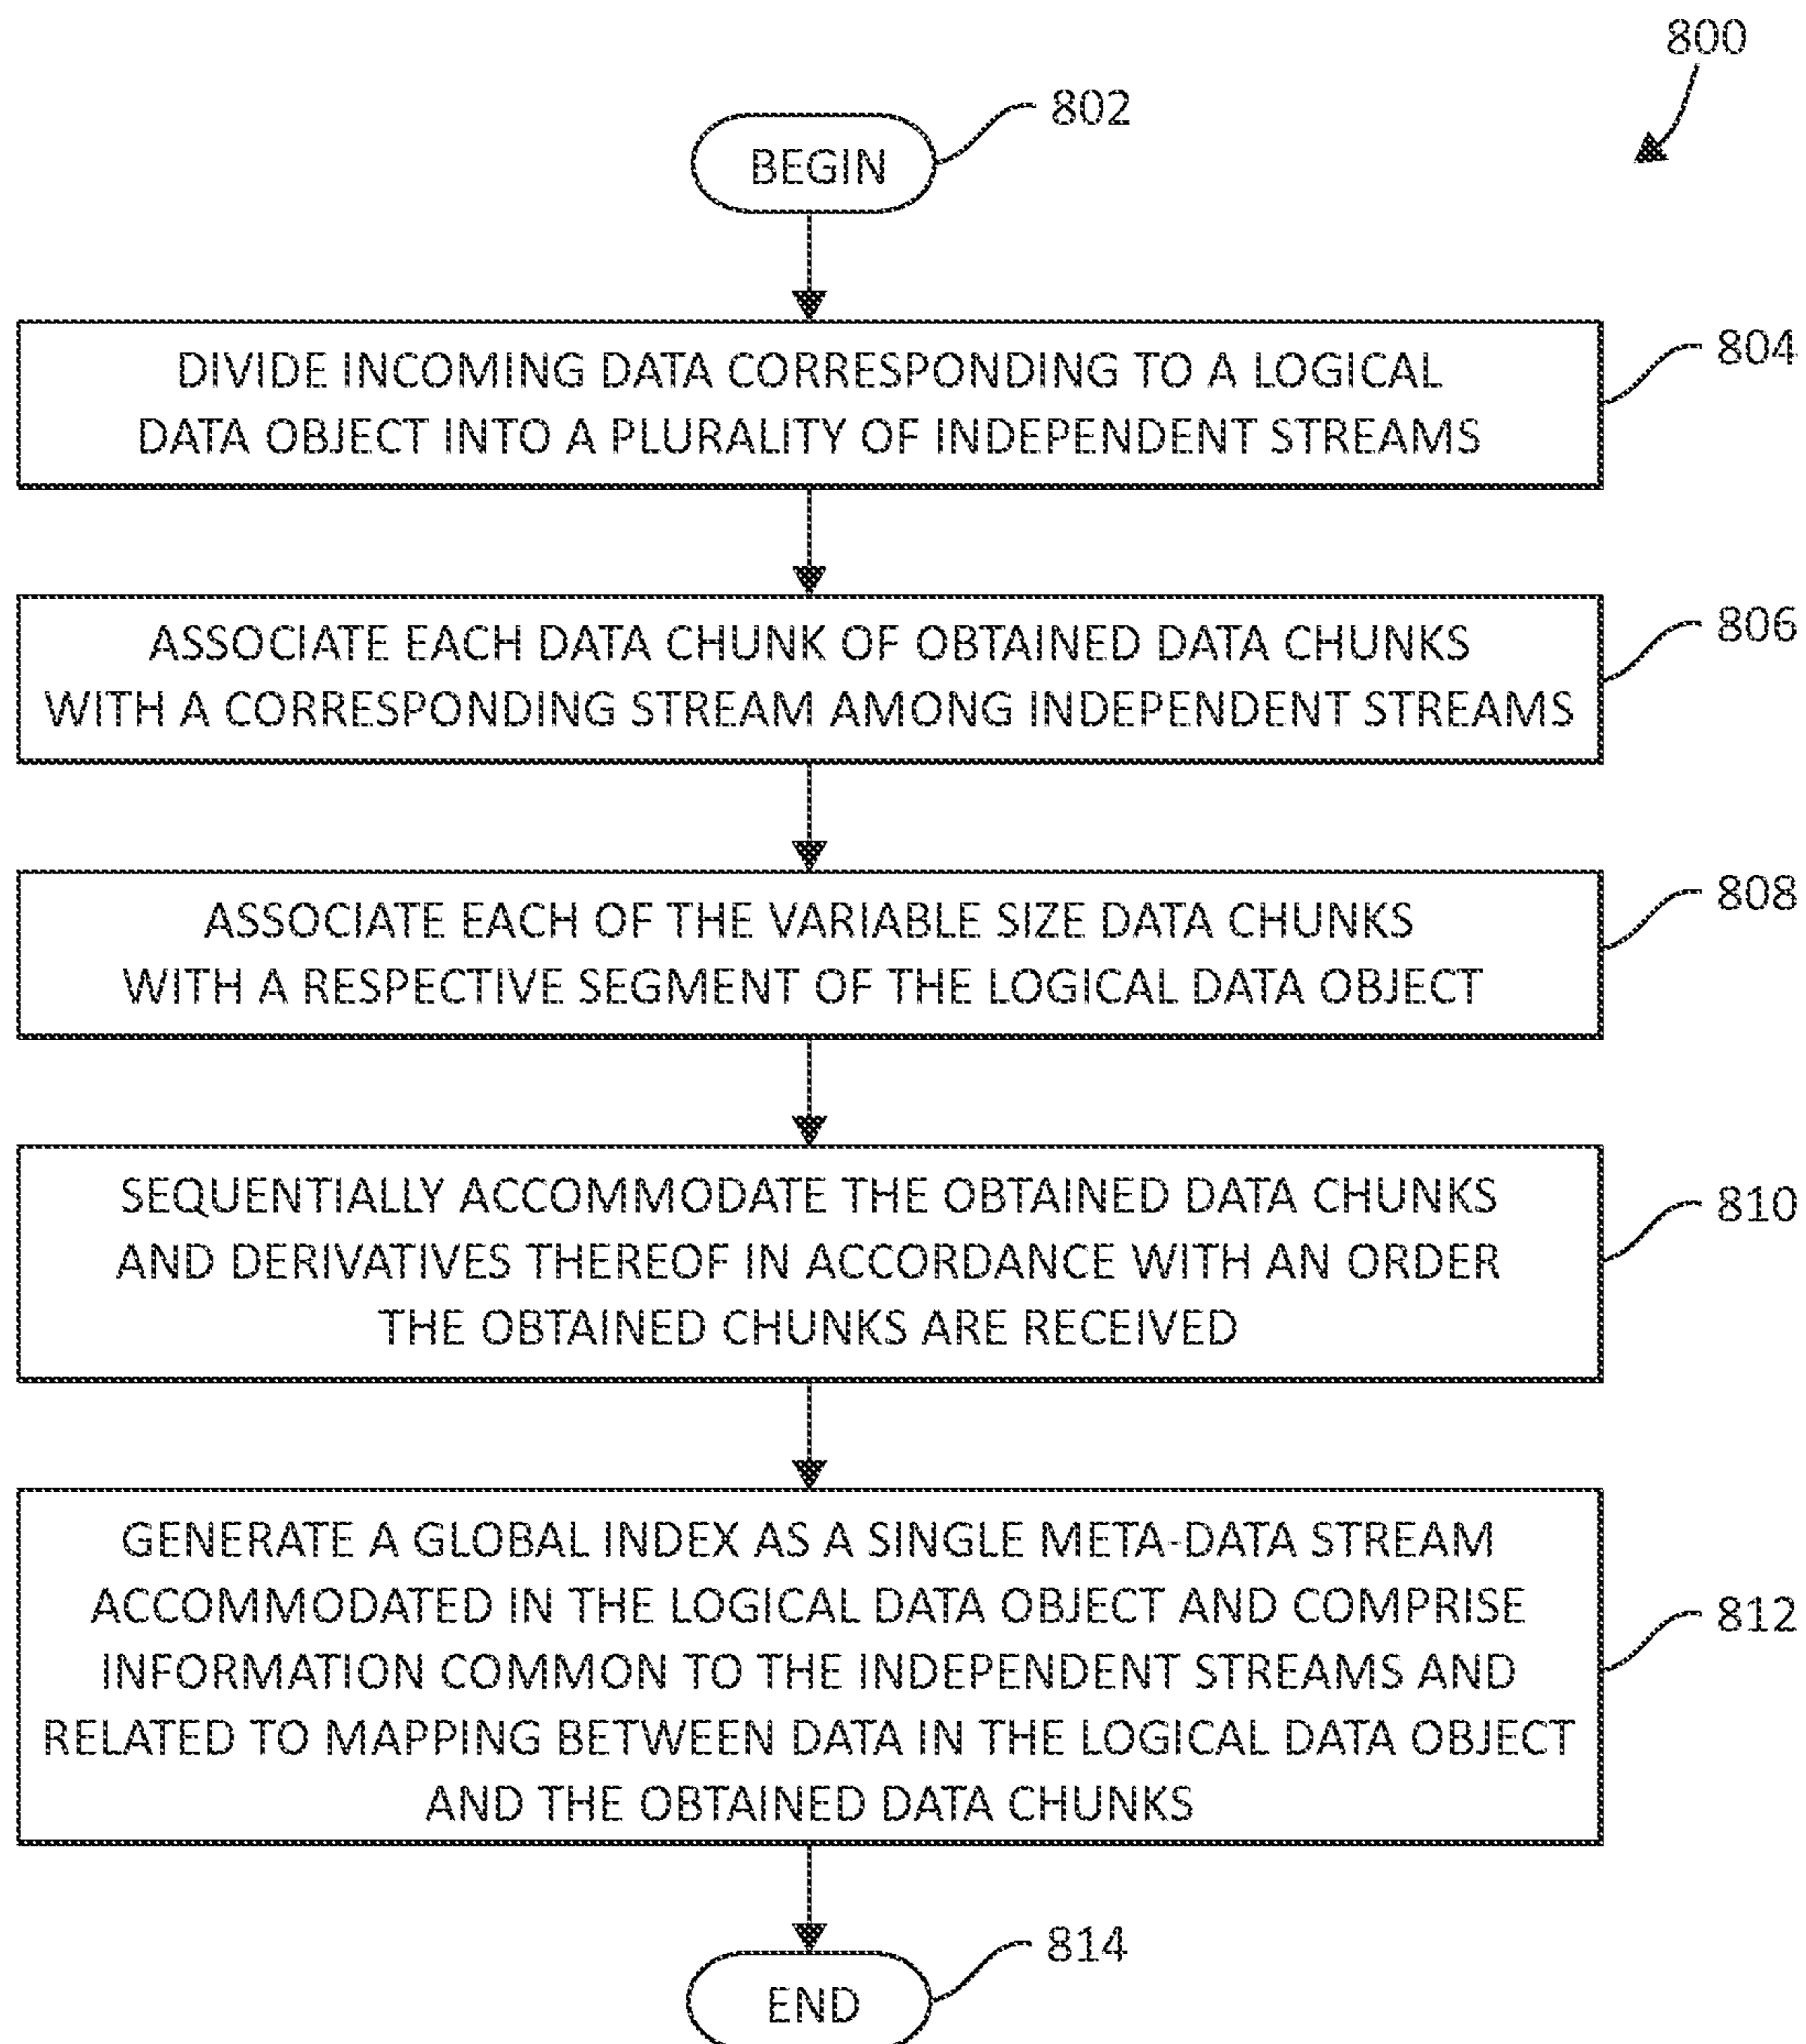 800
802
BEGIN
804
DIVIDE INCOMING DATA CORRESPONDING TO A LOGICAL
DATA OBJECT INTO A PLURALITY OF INDEPENDENT STREAMS
806
ASSOCIATE EACH DATA CHUNK OF OBTAINED DATA CHUNKS
WITH A CORRESPONDING STREAM AMONG INDEPENDENT STREAMS
808
ASSOCIATE EACH OF THE VARIABLE SIZE DATA CHUNKS
WITH A RESPECTIVE SEGMENT OF THE LOGICAL DATA OBJECT
810
SEQUENTIALLY ACCOMMODATE THE OBTAINED DATA CHUNKS
AND DERIVATIVES THEREOF IN ACCORDANCE WITH AN ORDER
THE OBTAINED CHUNKS ARE RECEIVED
812
GENERATE A GLOBAL INDEX AS A SINGLE META-DATA STREAM
ACCOMMODATED IN THE LOGICAL DATA OBJECT AND COMPRISE
INFORMATION COMMON TO THE INDEPENDENT STREAMS AND
RELATED TO MAPPING BETWEEN DATA IN THE LOGICAL DATA OBJECT
AND THE OBTAINED DATA CHUNKS
814
END